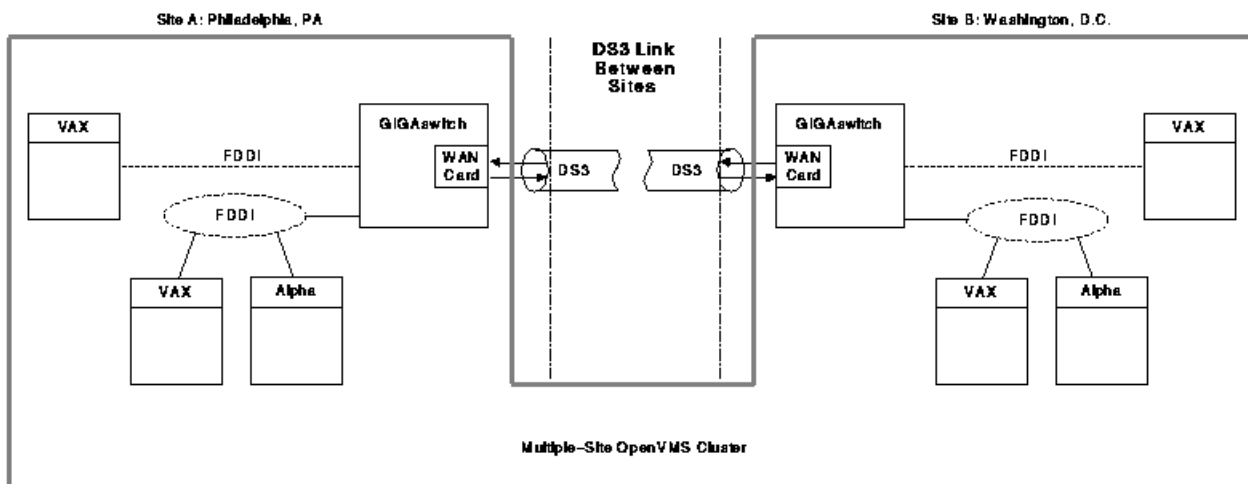 Site A: Philadelphia, PA
Site B: Washington, D.C.
DS3 Link
Between
Sites
VAX
FDDI
GIGAswitch
WAN
Card
DS3
DS3
GIGAswitch
WAN
Card
FDDI
VAX
FDDI
FDDI
VAX
Alpha
VAX
Alpha
Multiple-Site OpenVMS Cluster